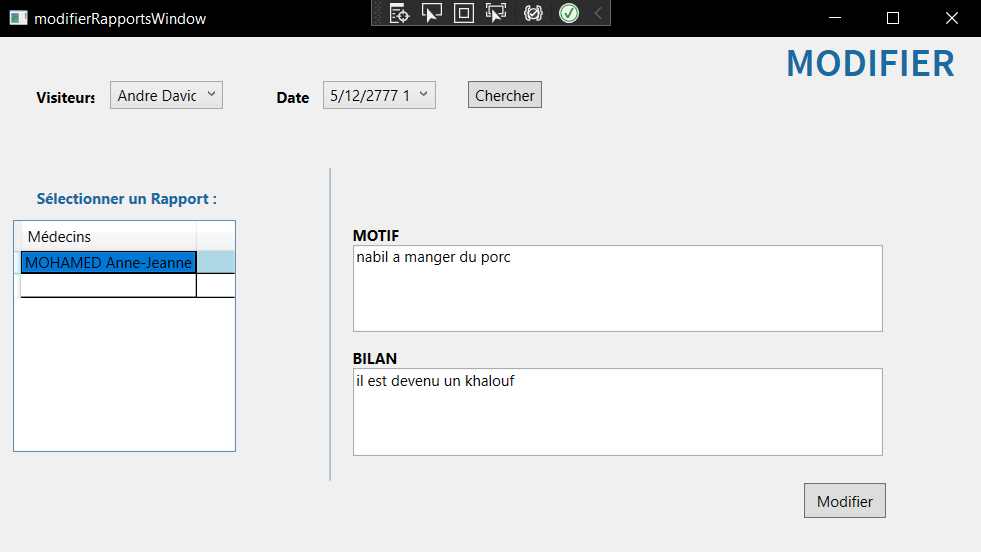 modifierRapportsWindow
MODIFIER
Visiteurs
Andre Davic
Date
5/12/2777 1
Chercher
Sélectionner un Rapport :
Médecins
MOHAMED Anne-Jeanne
MOTIF
nabil a manger du porc
BILAN
il est devenu un khalouf
Modifier